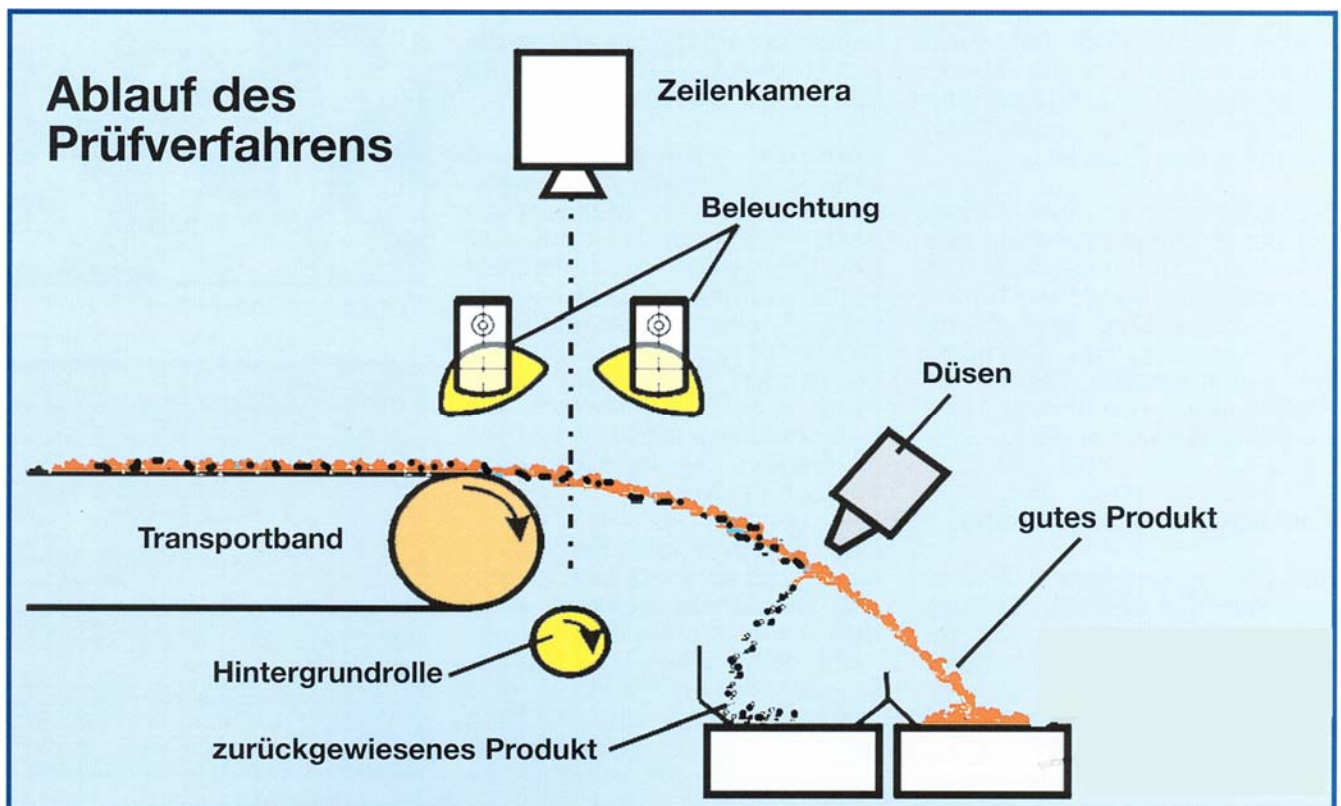 Ablauf des
Prüfverfahrens
Zeilenkamera
Beleuchtung
Düsen
gutes Produkt
Transportband
Hintergrundrolle
zurückgewiesenes Produkt